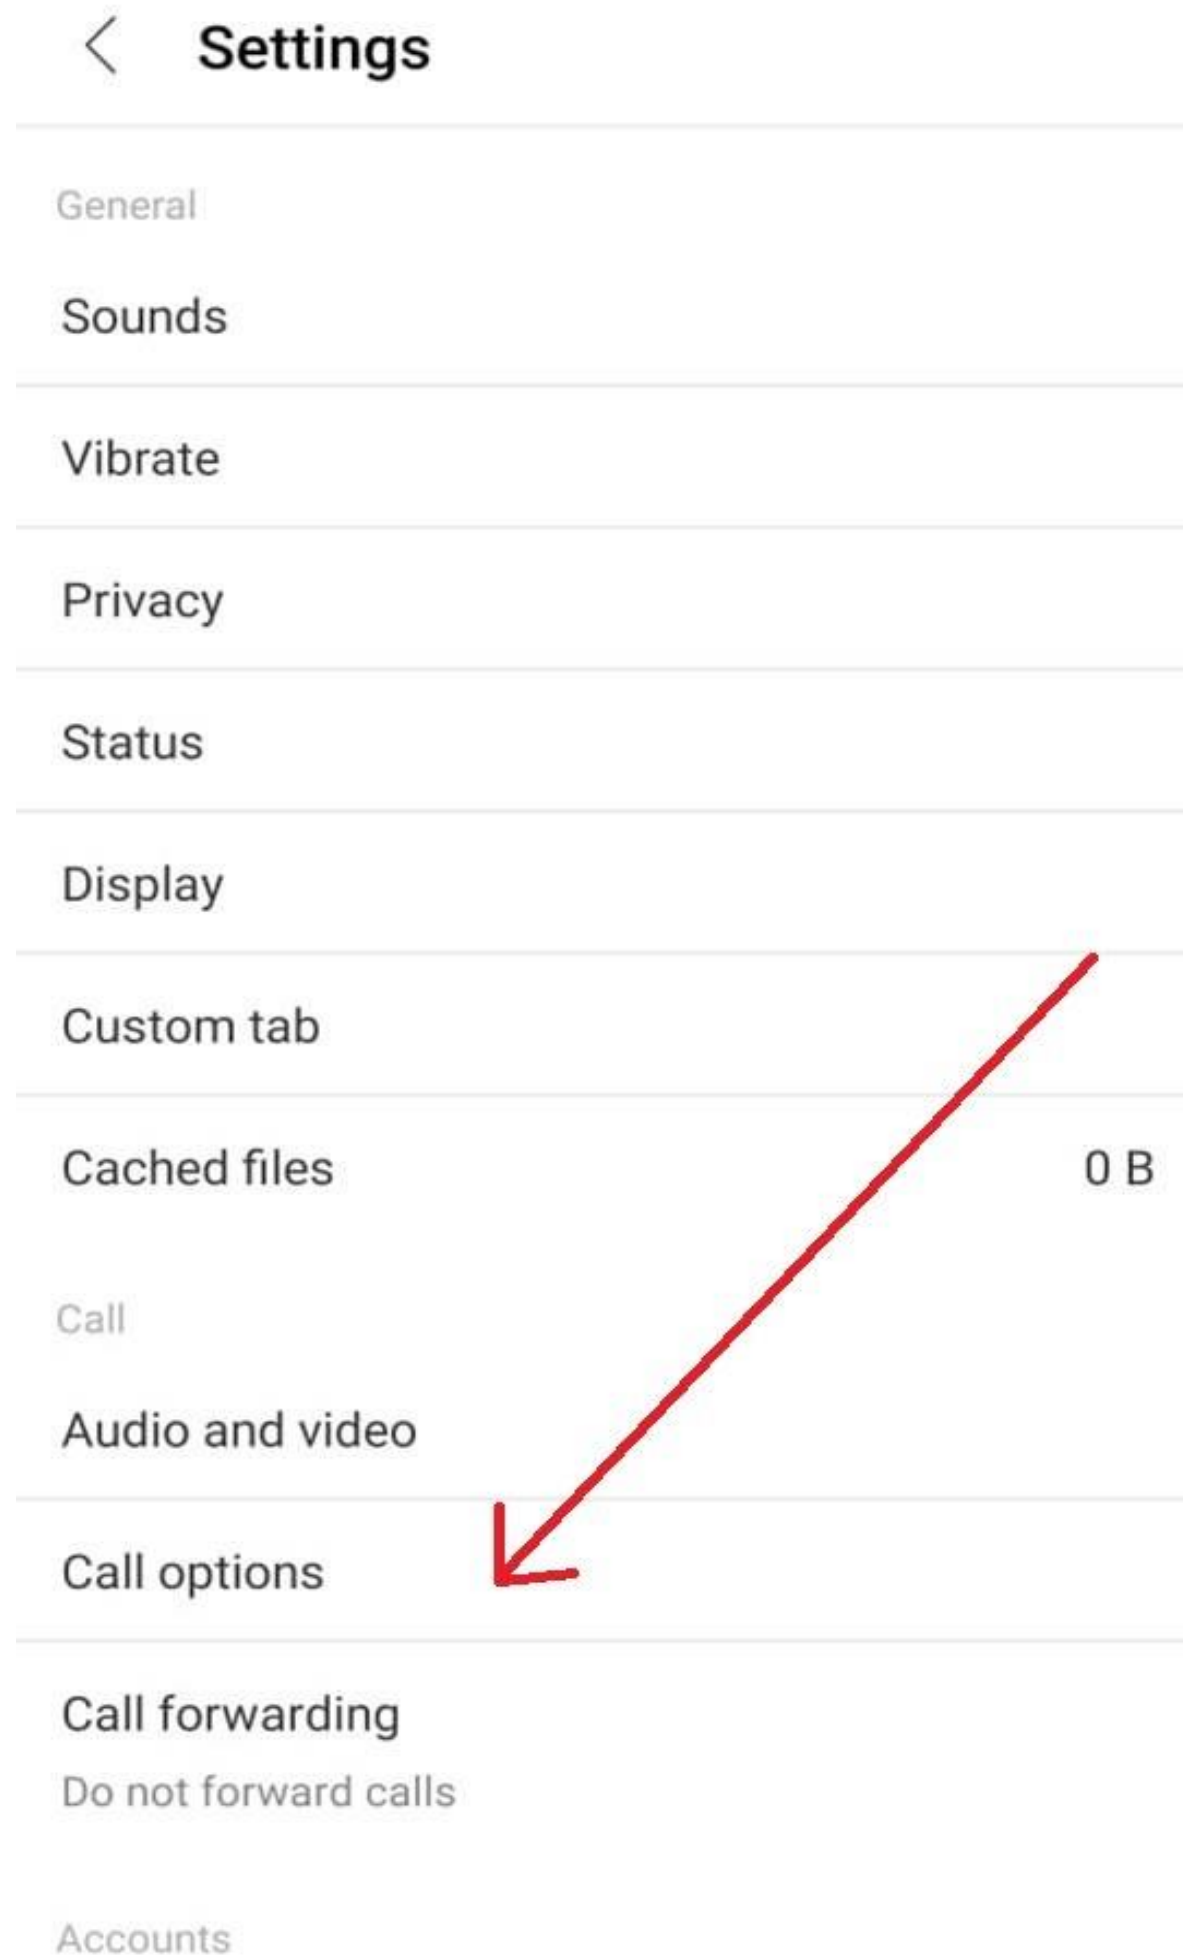 Settings
General
Sounds
Vibrate
Privacy
Status
Display
Custom tab
Cached files 0 B
Call
Audio and video
Call options
Call forwarding
Do not forward calls
Accounts